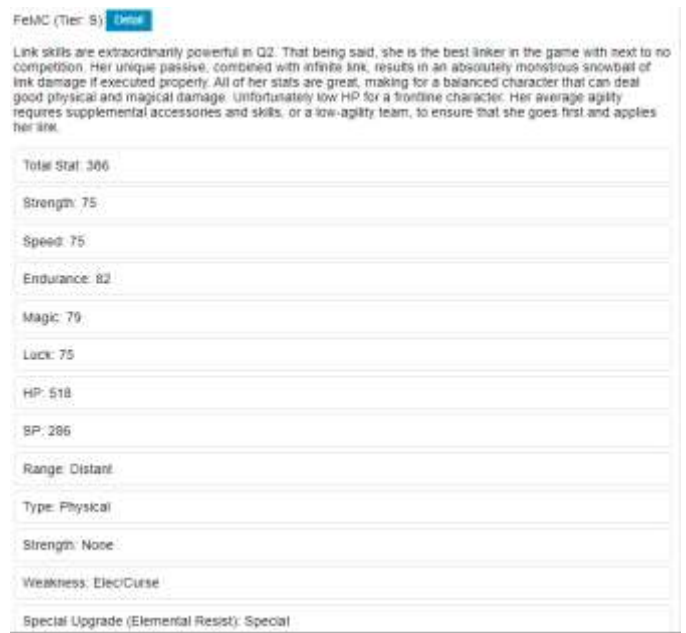 FeMC (Tier: S) Detail
Link skills are extraordinarily powerful in Q2. That being said, she is the best linker in the game with next to no
competition. Her unique passive, combined with infinite link, results in an absolutely monstrous snowball of
link damage if executed properly. All of her stats are great, making for a balanced character that can deal
good physical and magical damage. Unfortunately low HP for a frontline character. Her average agility
requires supplemental accessories and skills, or a low-agility team, to ensure that she goes first and applies
her link.
Total Stat: 386
Strength: 75
Speed: 75
Endurance: 82
Magic: 79
Luck: 75
HP: 518
SP: 286
Range: Distant
Type: Physical
Strength: None
Weakness: Elec/Curse
Special Upgrade (Elemental Resist): Special